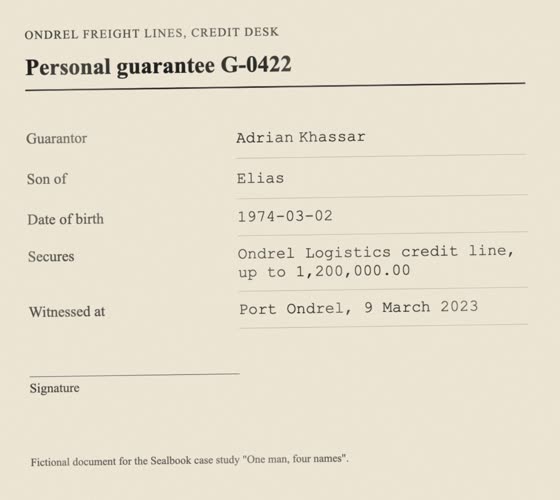 ONDREL FREIGHT LINES, CREDIT DESK
Personal guarantee G-0422
Guarantor Adrian Khassar
Son of Elias
Date of birth 1974-03-02
Secures Ondrel Logistics credit line,
up to 1,200,000.00
Witnessed at Port Ondrel, 9 March 2023
Signature
Fictional document for the Sealbook case study "One man, four names".